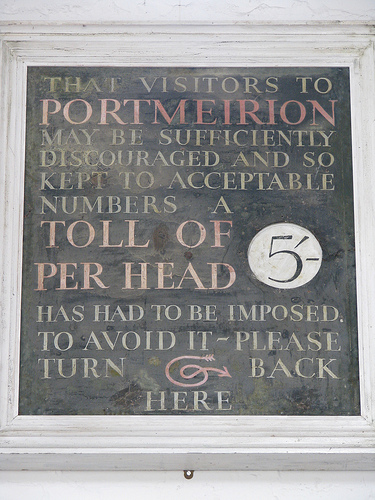 THAT VISITORS TO
PORTMEIRION
MAY BE SUFFICIENTLY
DISCOURAGED AND SO
KEPT TO ACCEPTABLE
NUMBERS A
TOLL OF
PER HEAD 5/-
HAS HAD TO BE IMPOSED.
TO AVOID IT ~ PLEASE
TURN BACK
HERE